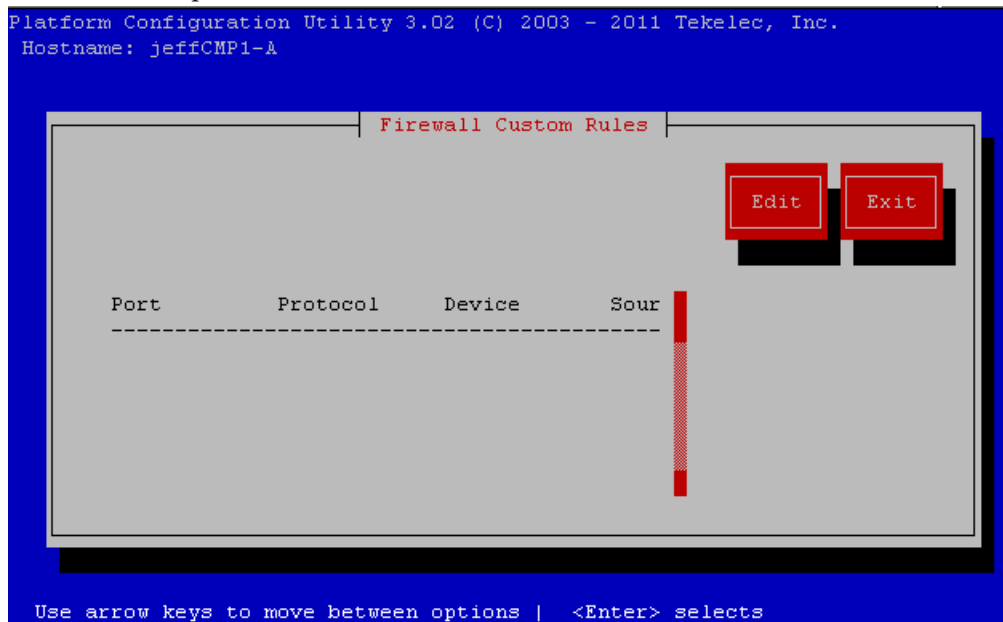 Platform Configuration Utility 3.02 (C) 2003 - 2011 Tekelec, Inc.
Hostname: jeffCMP1-A
Firewall Custom Rules
Edit Exit
Port Protocol Device Sour
--------------------------------------------
Use arrow keys to move between options | <Enter> selects